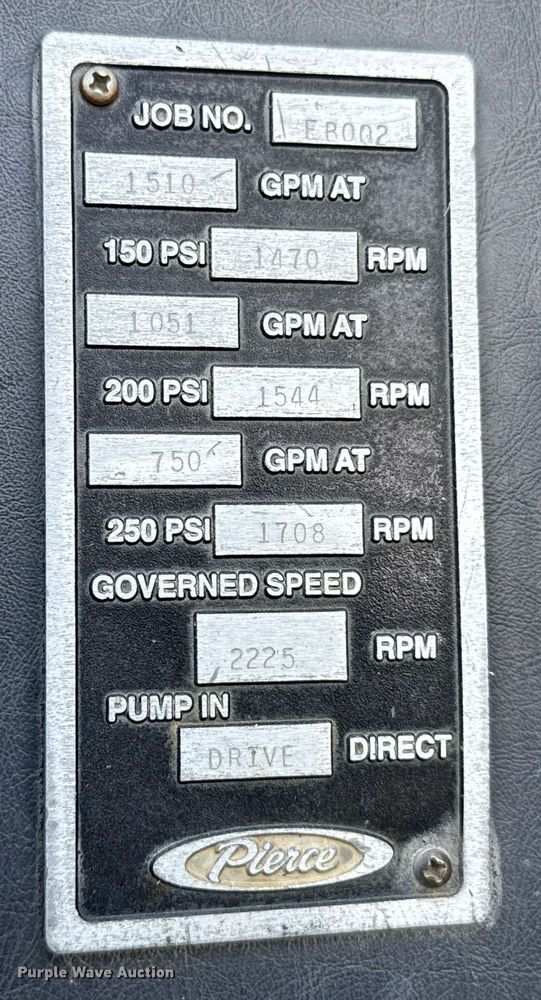 JOB NO. EB002
1510 GPM AT
150 PSI 1470 RPM
1051 GPM AT
200 PSI 1544 RPM
750 GPM AT
250 PSI 1708 RPM
GOVERNED SPEED
2225 RPM
PUMP IN
DRIVE DIRECT
Pierce
Purple Wave Auction